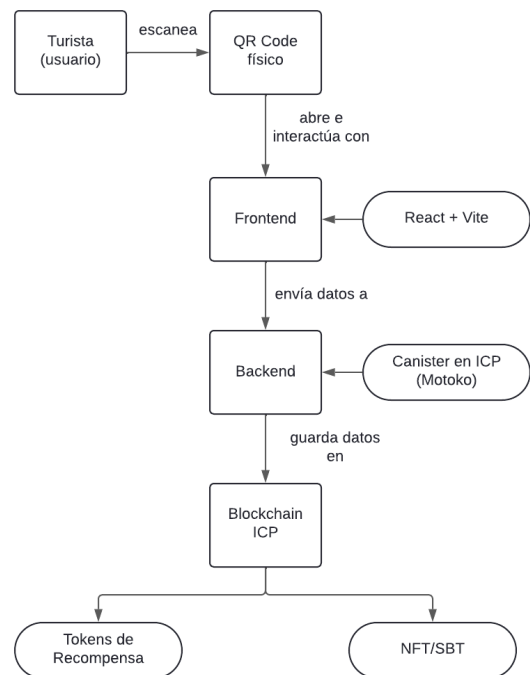 Turista
(usuario)
escanea
QR Code
físico
abre e
interactúa con
Frontend
React + Vite
envía datos a
Backend
Canister en ICP
(Motoko)
guarda datos
en
Blockchain
ICP
Tokens de
Recompensa
NFT/SBT